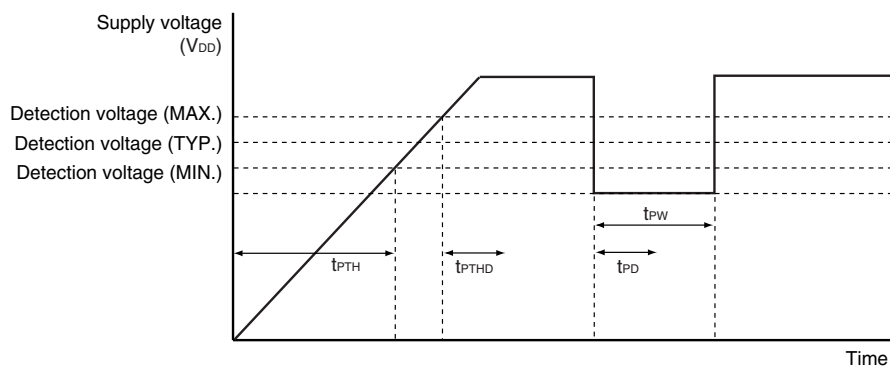 Supply voltage
(VDD)
Detection voltage (MAX.)
Detection voltage (TYP.)
Detection voltage (MIN.)
tPW
tPTH
tPTHD
tPD
Time